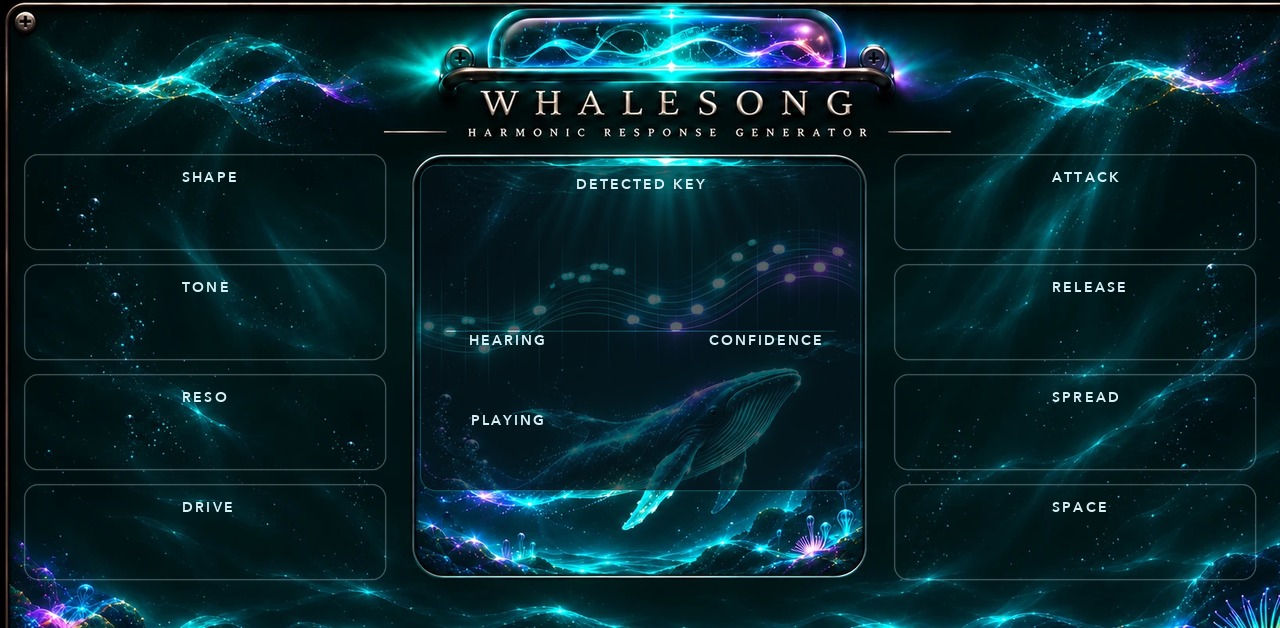 WHALESONG
HARMONIC RESPONSE GENERATOR
SHAPE
TONE
RESO
DRIVE
DETECTED KEY
HEARING
CONFIDENCE
PLAYING
ATTACK
RELEASE
SPREAD
SPACE